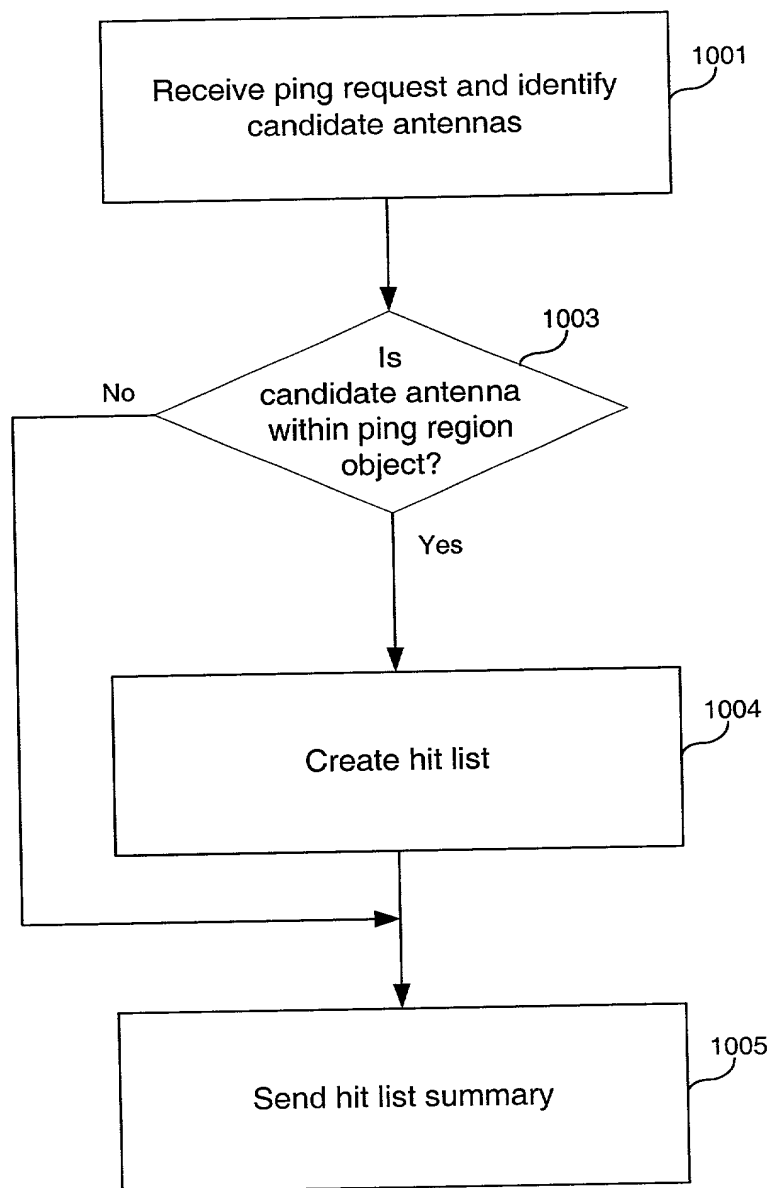 Receive ping request and identify
candidate antennas
1001
1003
Is
candidate antenna
within ping region
object?
No
Yes
Create hit list
1004
Send hit list summary
1005